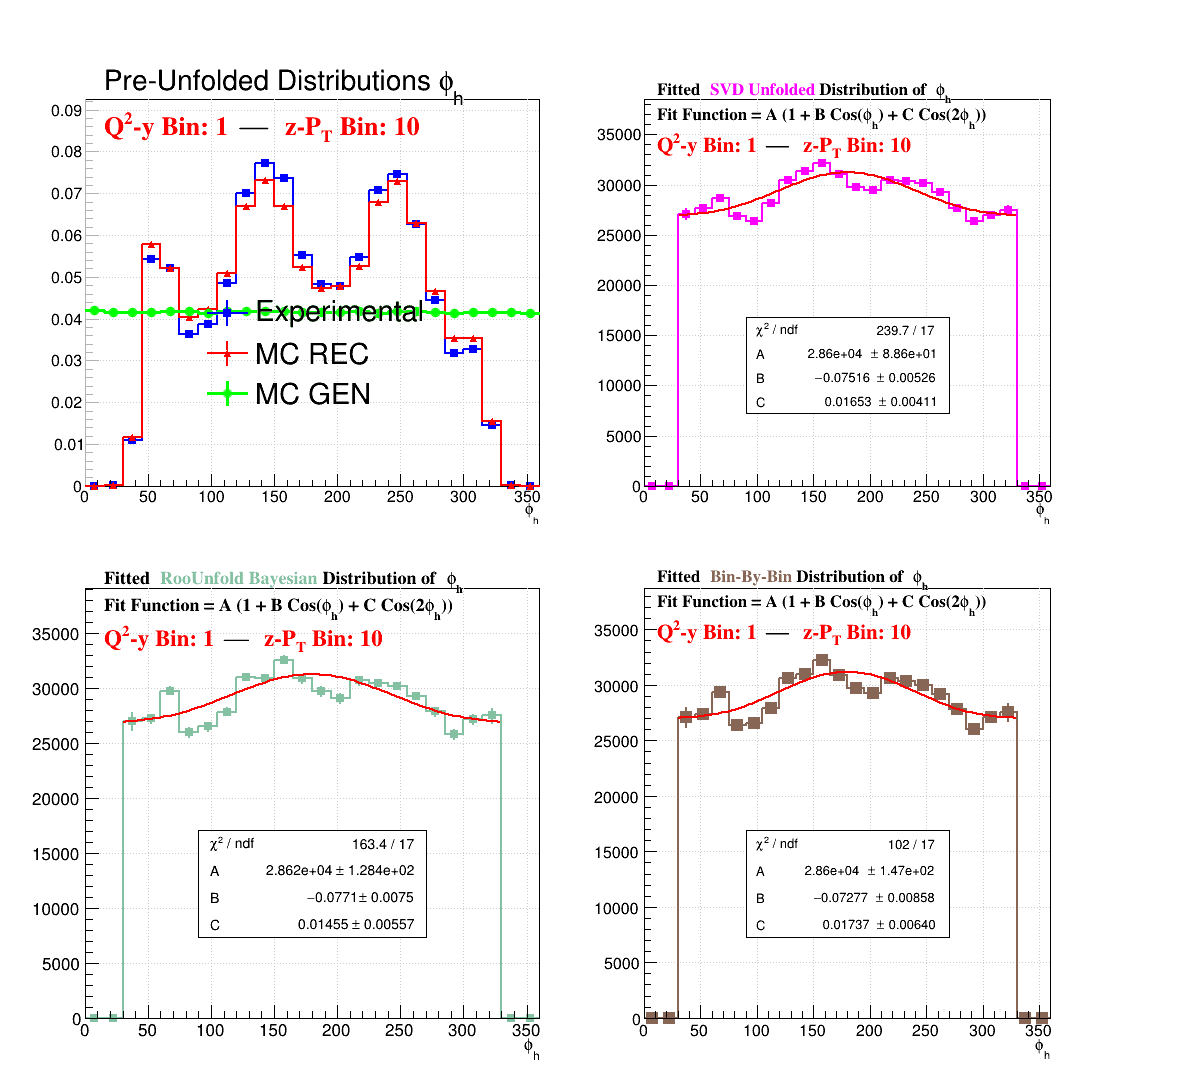 Pre-Unfolded Distributions ϕh
Q²-y Bin: 1 — z-PT Bin: 10
0.09
0.08
0.07
0.06
0.05
0.04
0.03
0.02
0.01
0
Experimental
MC REC
MC GEN
0 50 100 150 200 250 300 350
ϕh
Fitted SVD Unfolded Distribution of ϕh
Fit Function = A (1 + B Cos(ϕh) + C Cos(2ϕh))
Q²-y Bin: 1 — z-PT Bin: 10
35000
30000
25000
20000
15000
10000
5000
0
χ² / ndf 239.7 / 17
A 2.86e+04 ± 8.86e+01
B −0.07516 ± 0.00526
C 0.01653 ± 0.00411
0 50 100 150 200 250 300 350
ϕh
Fitted RooUnfold Bayesian Distribution of ϕh
Fit Function = A (1 + B Cos(ϕh) + C Cos(2ϕh))
Q²-y Bin: 1 — z-PT Bin: 10
35000
30000
25000
20000
15000
10000
5000
0
χ² / ndf 163.4 / 17
A 2.862e+04 ± 1.284e+02
B −0.0771 ± 0.0075
C 0.01455 ± 0.00557
0 50 100 150 200 250 300 350
ϕh
Fitted Bin-By-Bin Distribution of ϕh
Fit Function = A (1 + B Cos(ϕh) + C Cos(2ϕh))
Q²-y Bin: 1 — z-PT Bin: 10
35000
30000
25000
20000
15000
10000
5000
0
χ² / ndf 102 / 17
A 2.86e+04 ± 1.47e+02
B −0.07277 ± 0.00858
C 0.01737 ± 0.00640
0 50 100 150 200 250 300 350
ϕh